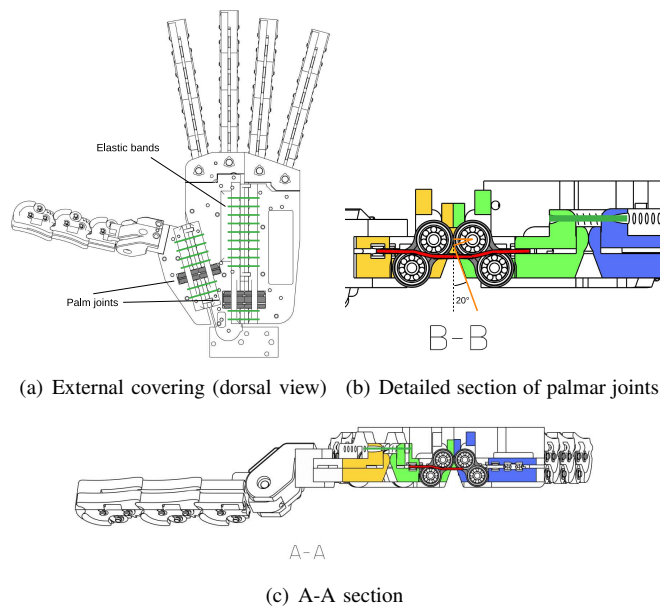 Elastic bands
Palm joints
20°
B-B
(a) External covering (dorsal view)
(b) Detailed section of palmar joints
A-A
(c) A-A section